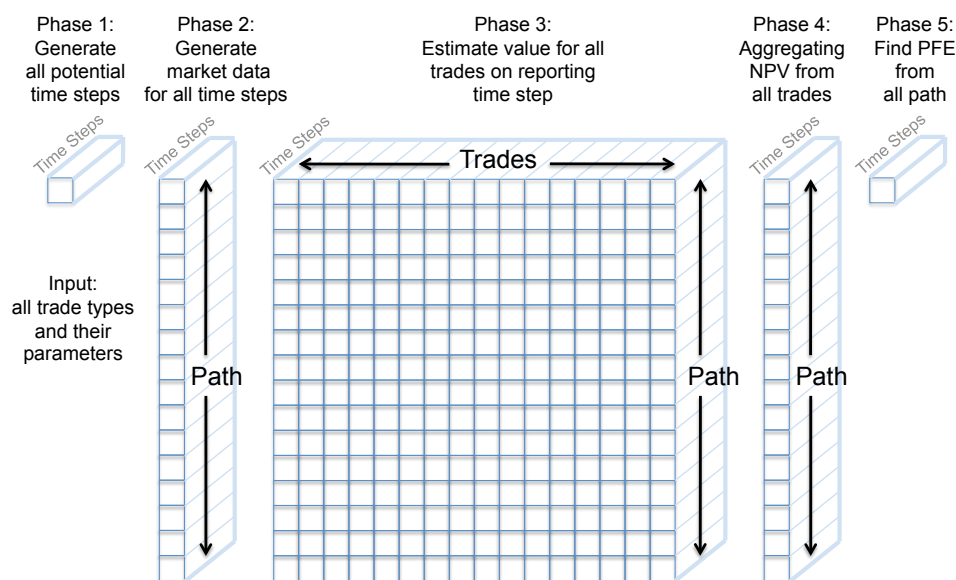 Phase 1:
Generate
all potential
time steps
Phase 2:
Generate
market data
for all time steps
Phase 3:
Estimate value for all
trades on reporting
time step
Phase 4:
Aggregating
NPV from
all trades
Phase 5:
Find PFE
from
all path
Time Steps
Time Steps
Time Steps
Time Steps
Time Steps
Trades
Input:
all trade types
and their
parameters
Path
Path
Path